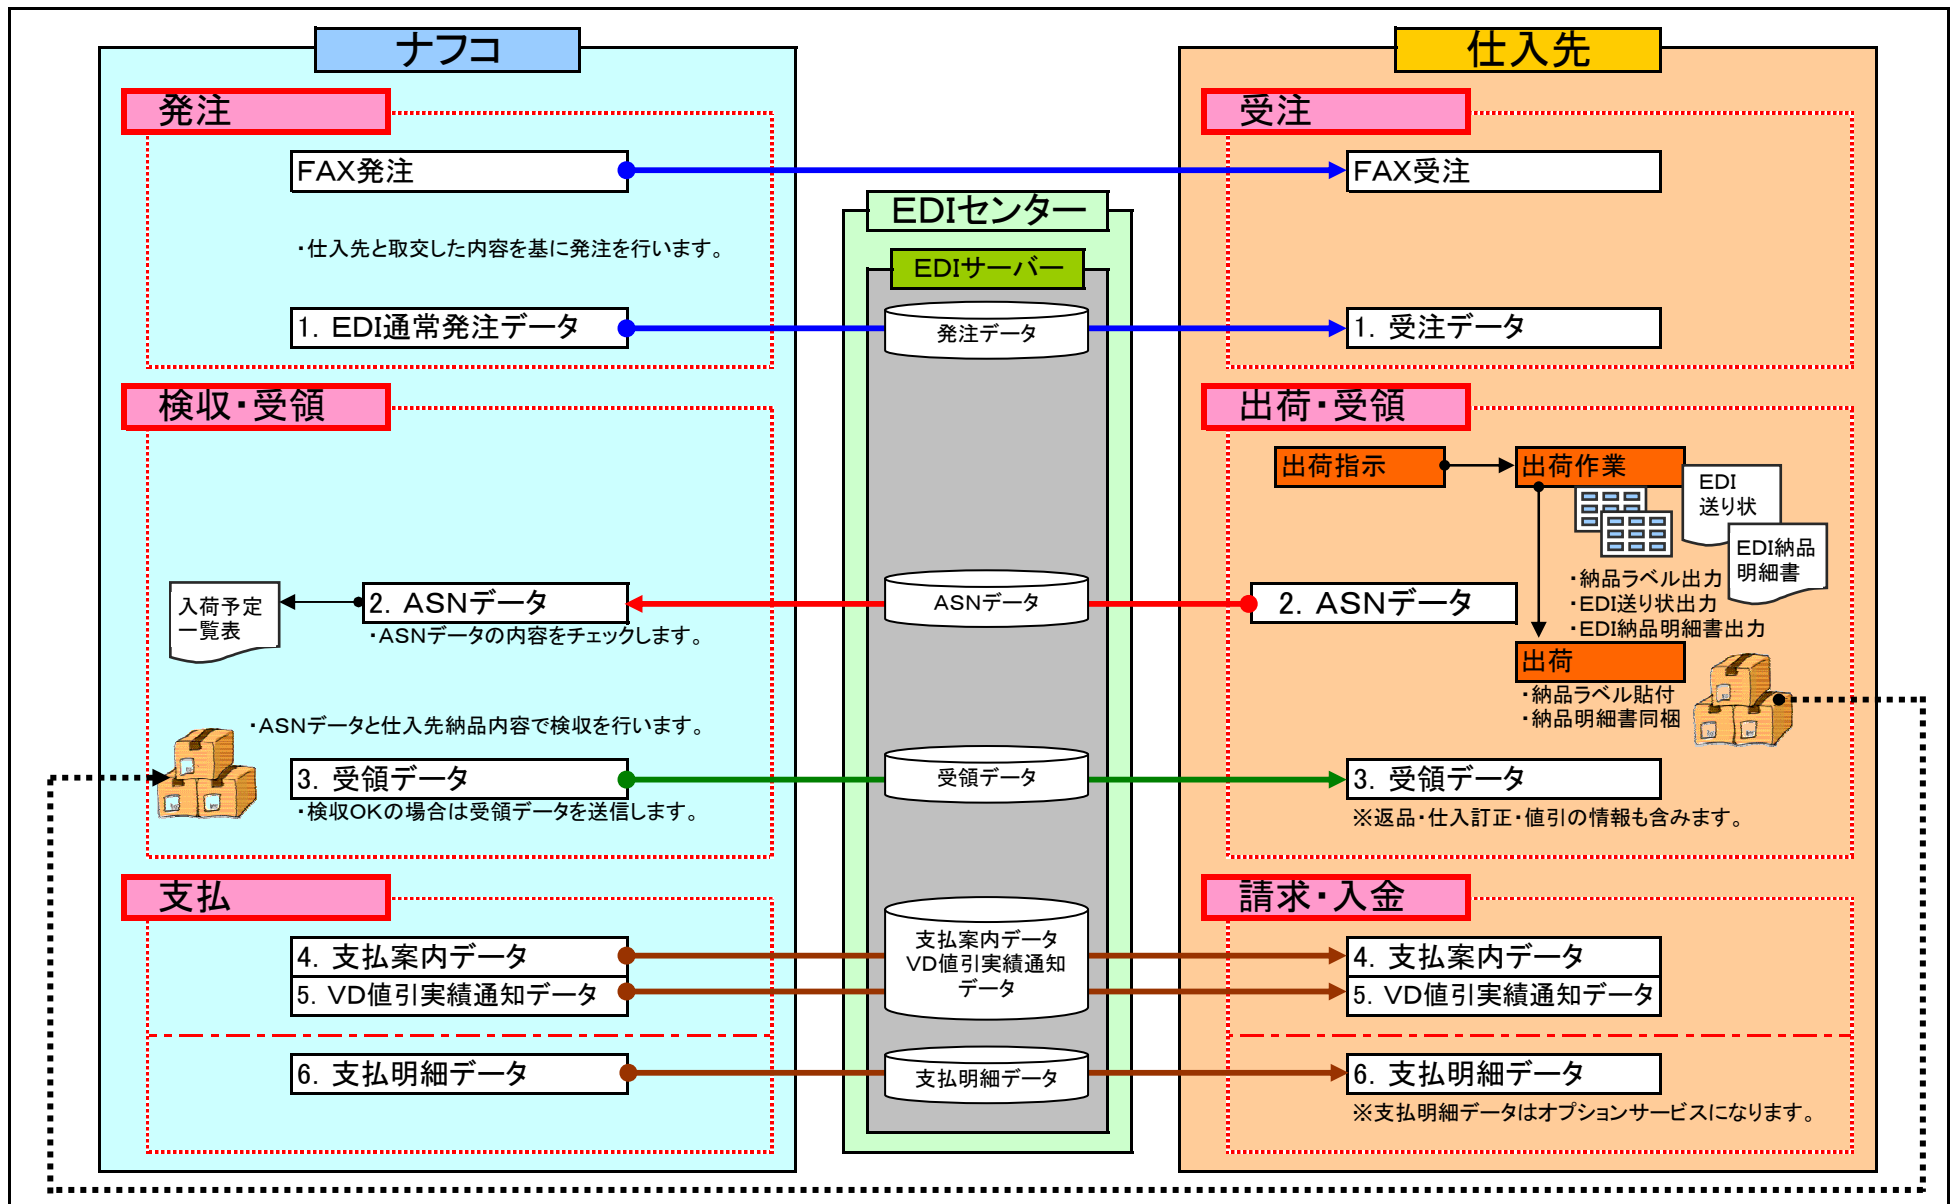 ナフコ
仕入先
発注
受注
FAX発注
FAX受注
EDIセンター
・仕入先と取交した内容を基に発注を行います。
EDIサーバー
1. EDI通常発注データ
発注データ
1. 受注データ
検収・受領
出荷・受領
出荷指示
出荷作業
EDI
送り状
EDI納品
明細書
・納品ラベル出力
・EDI送り状出力
・EDI納品明細書出力
入荷予定
一覧表
2. ASNデータ
・ASNデータの内容をチェックします。
ASNデータ
2. ASNデータ
出荷
・納品ラベル貼付
・納品明細書同梱
・ASNデータと仕入先納品内容で検収を行います。
3. 受領データ
・検収OKの場合は受領データを送信します。
受領データ
3. 受領データ
※返品・仕入訂正・値引の情報も含みます。
支払
請求・入金
4. 支払案内データ
5. VD値引実績通知データ
支払案内データ
VD値引実績通知
データ
4. 支払案内データ
5. VD値引実績通知データ
6. 支払明細データ
支払明細データ
6. 支払明細データ
※支払明細データはオプションサービスになります。